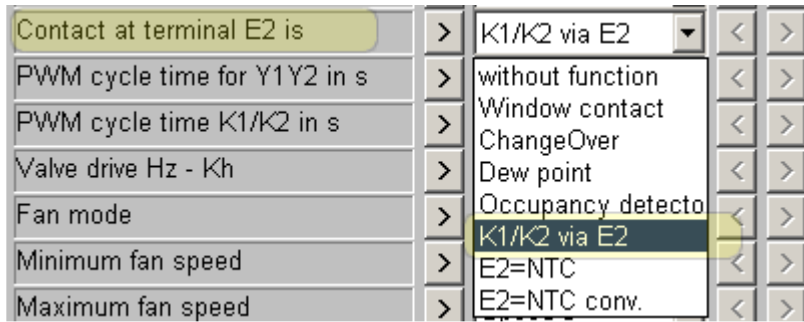 Contact at terminal E2 is > K1/K2 via E2 < >
PWM cycle time for Y1Y2 in s > without function < >
Window contact
PWM cycle time K1/K2 in s > ChangeOver < >
Valve drive Hz - Kh > Dew point < >
Occupancy detecto
Fan mode > K1/K2 via E2 < >
Minimum fan speed > E2=NTC < >
Maximum fan speed > E2=NTC conv. < >